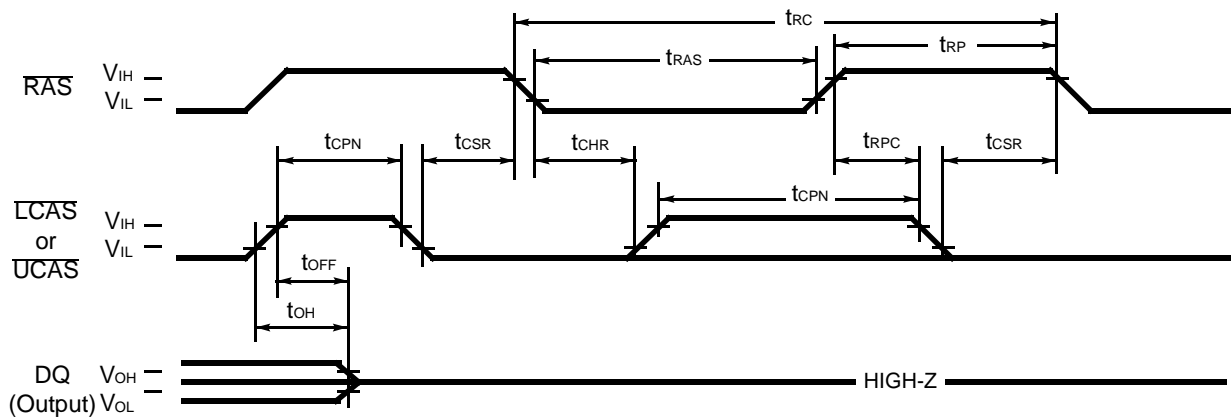 tRC
tRAS
tRP
RAS
VIH
VIL
tCPN
tCSR
tCHR
tRPC
tCSR
tCPN
LCAS
or
UCAS
VIH
VIL
tOFF
tOH
DQ
(Output)
VOH
VOL
HIGH-Z